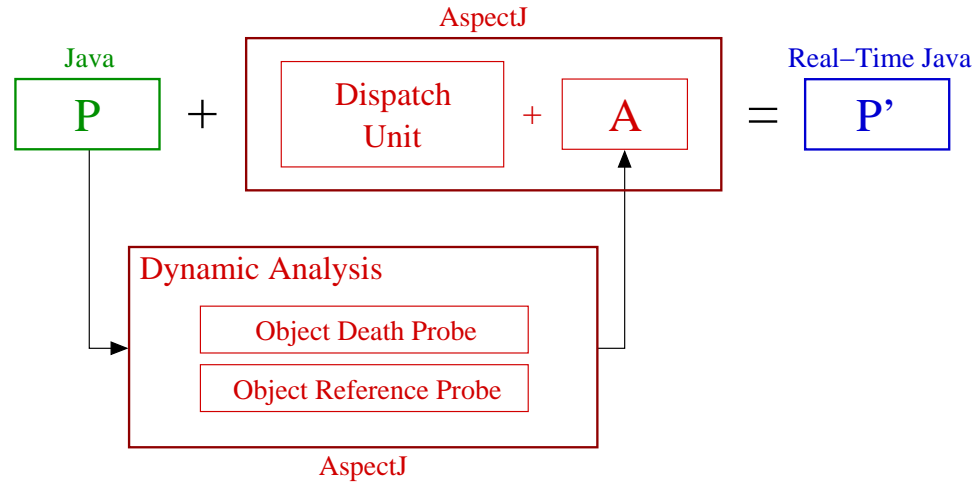 AspectJ
Java
Real−Time Java
P
+
Dispatch
Unit
+
A
=
P’
Dynamic Analysis
Object Death Probe
Object Reference Probe
AspectJ